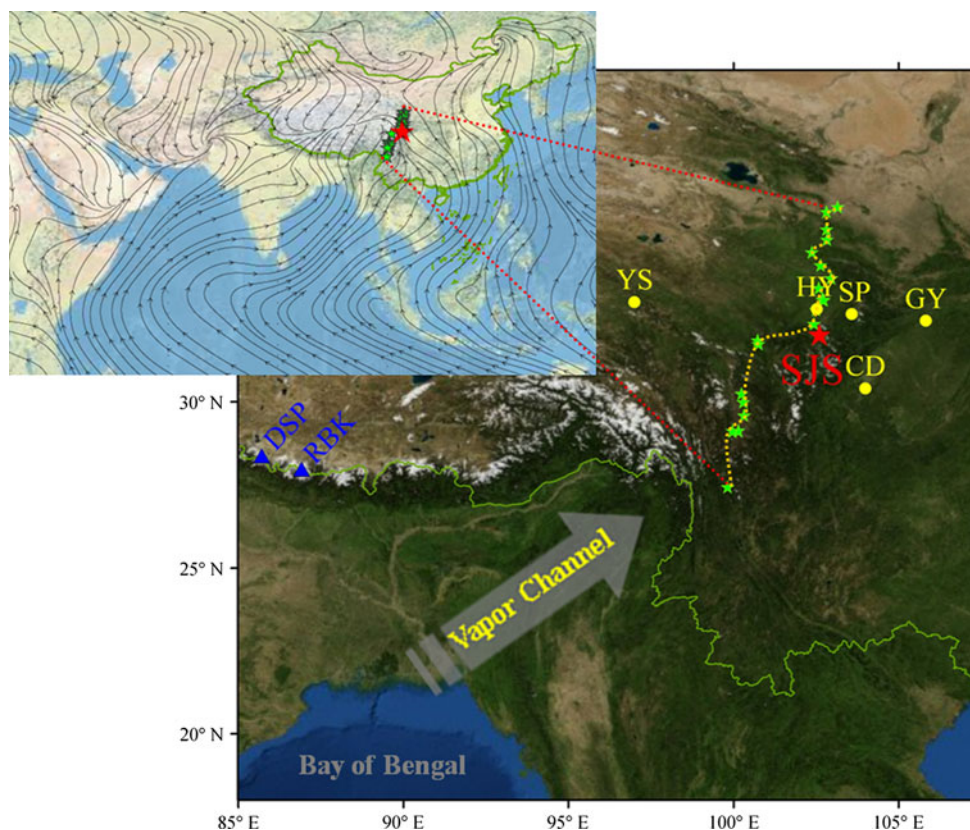 YS
HY
SP
GY
SJS
CD
30° N
DSP
RBK
Vapor Channel
25° N
20° N
Bay of Bengal
85° E
90° E
95° E
100° E
105° E